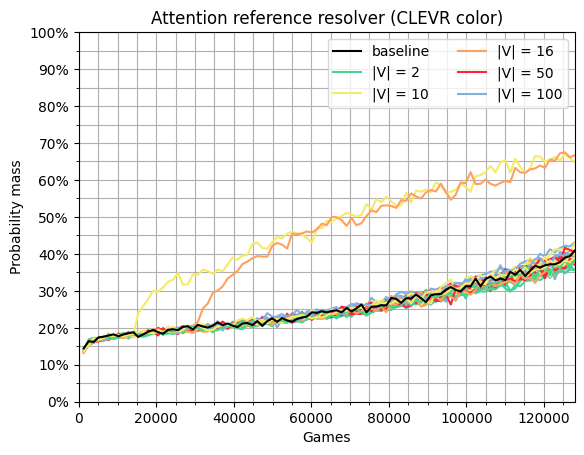 Attention reference resolver (CLEVR color)
100%
90%
80%
70%
60%
50%
40%
30%
20%
10%
0%
Probability mass
baseline
|V| = 2
|V| = 10
|V| = 16
|V| = 50
|V| = 100
0 20000 40000 60000 80000 100000 120000
Games